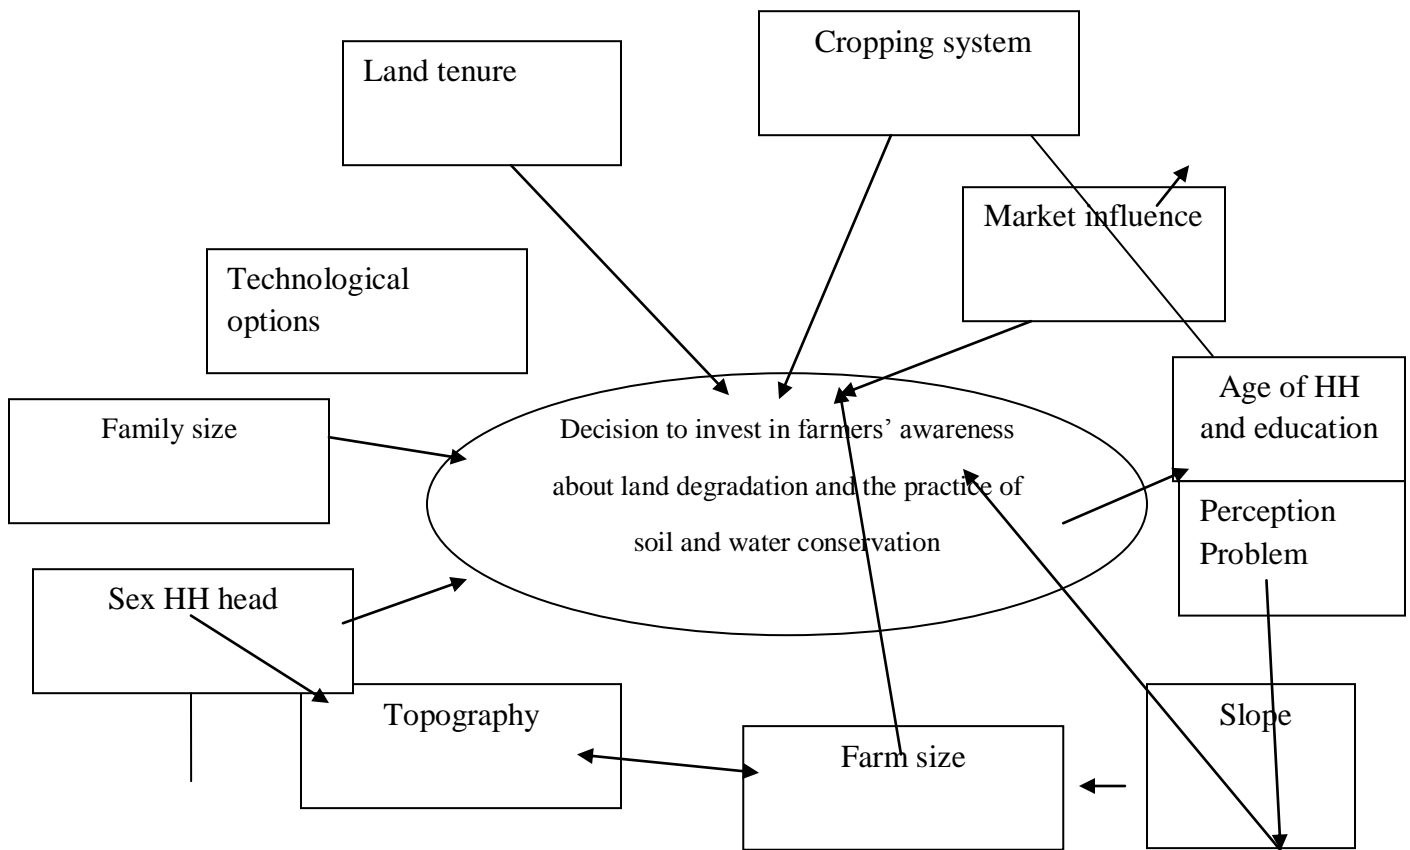 Cropping system
Land tenure
Market influence
Technological
options
Age of HH
and education
Family size
Decision to invest in farmers’ awareness
about land degradation and the practice of
soil and water conservation
Perception
Problem
Sex HH head
Topography
Slope
Farm size